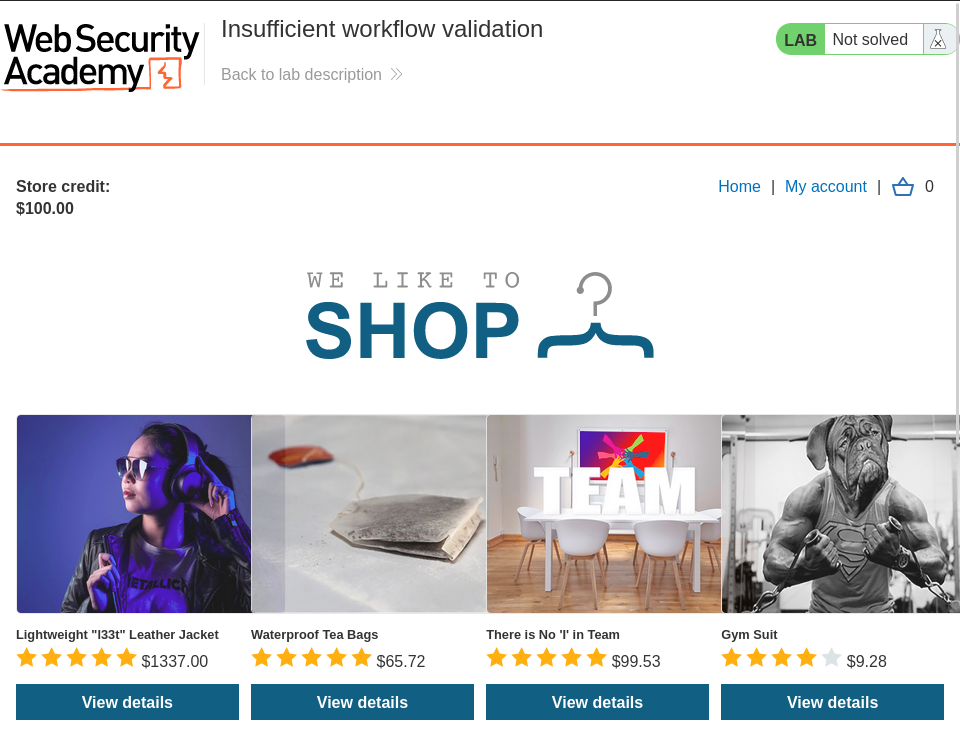 Web Security
Academy
Insufficient workflow validation
Back to lab description
LAB Not solved
Store credit:
$100.00
Home | My account | 0
WE LIKE TO
SHOP
METALLICA
TEAM
Lightweight "l33t" Leather Jacket
$1337.00
View details
Waterproof Tea Bags
$65.72
View details
There is No 'I' in Team
$99.53
View details
Gym Suit
$9.28
View details